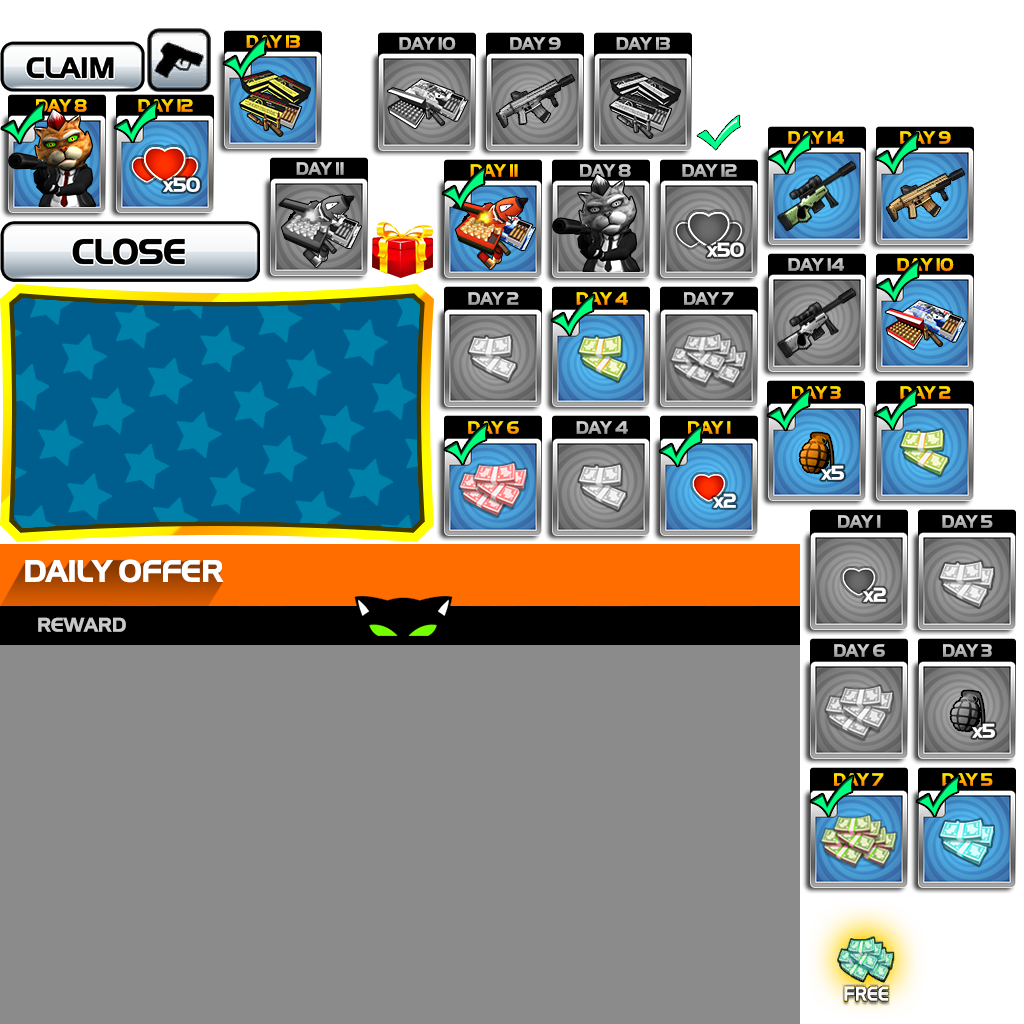 CLAIM
DAY 13
DAY 10
DAY 9
DAY 13
DAY 8
DAY 12
x50
DAY 14
DAY 9
DAY 11
DAY 11
DAY 8
DAY 12
x50
CLOSE
DAY 14
DAY 10
DAY 2
DAY 4
DAY 7
DAY 3
x5
DAY 2
DAY 6
DAY 4
DAY 1
x2
DAY 1
x2
DAY 5
DAILY OFFER
REWARD
DAY 6
DAY 3
x5
DAY 7
DAY 5
FREE